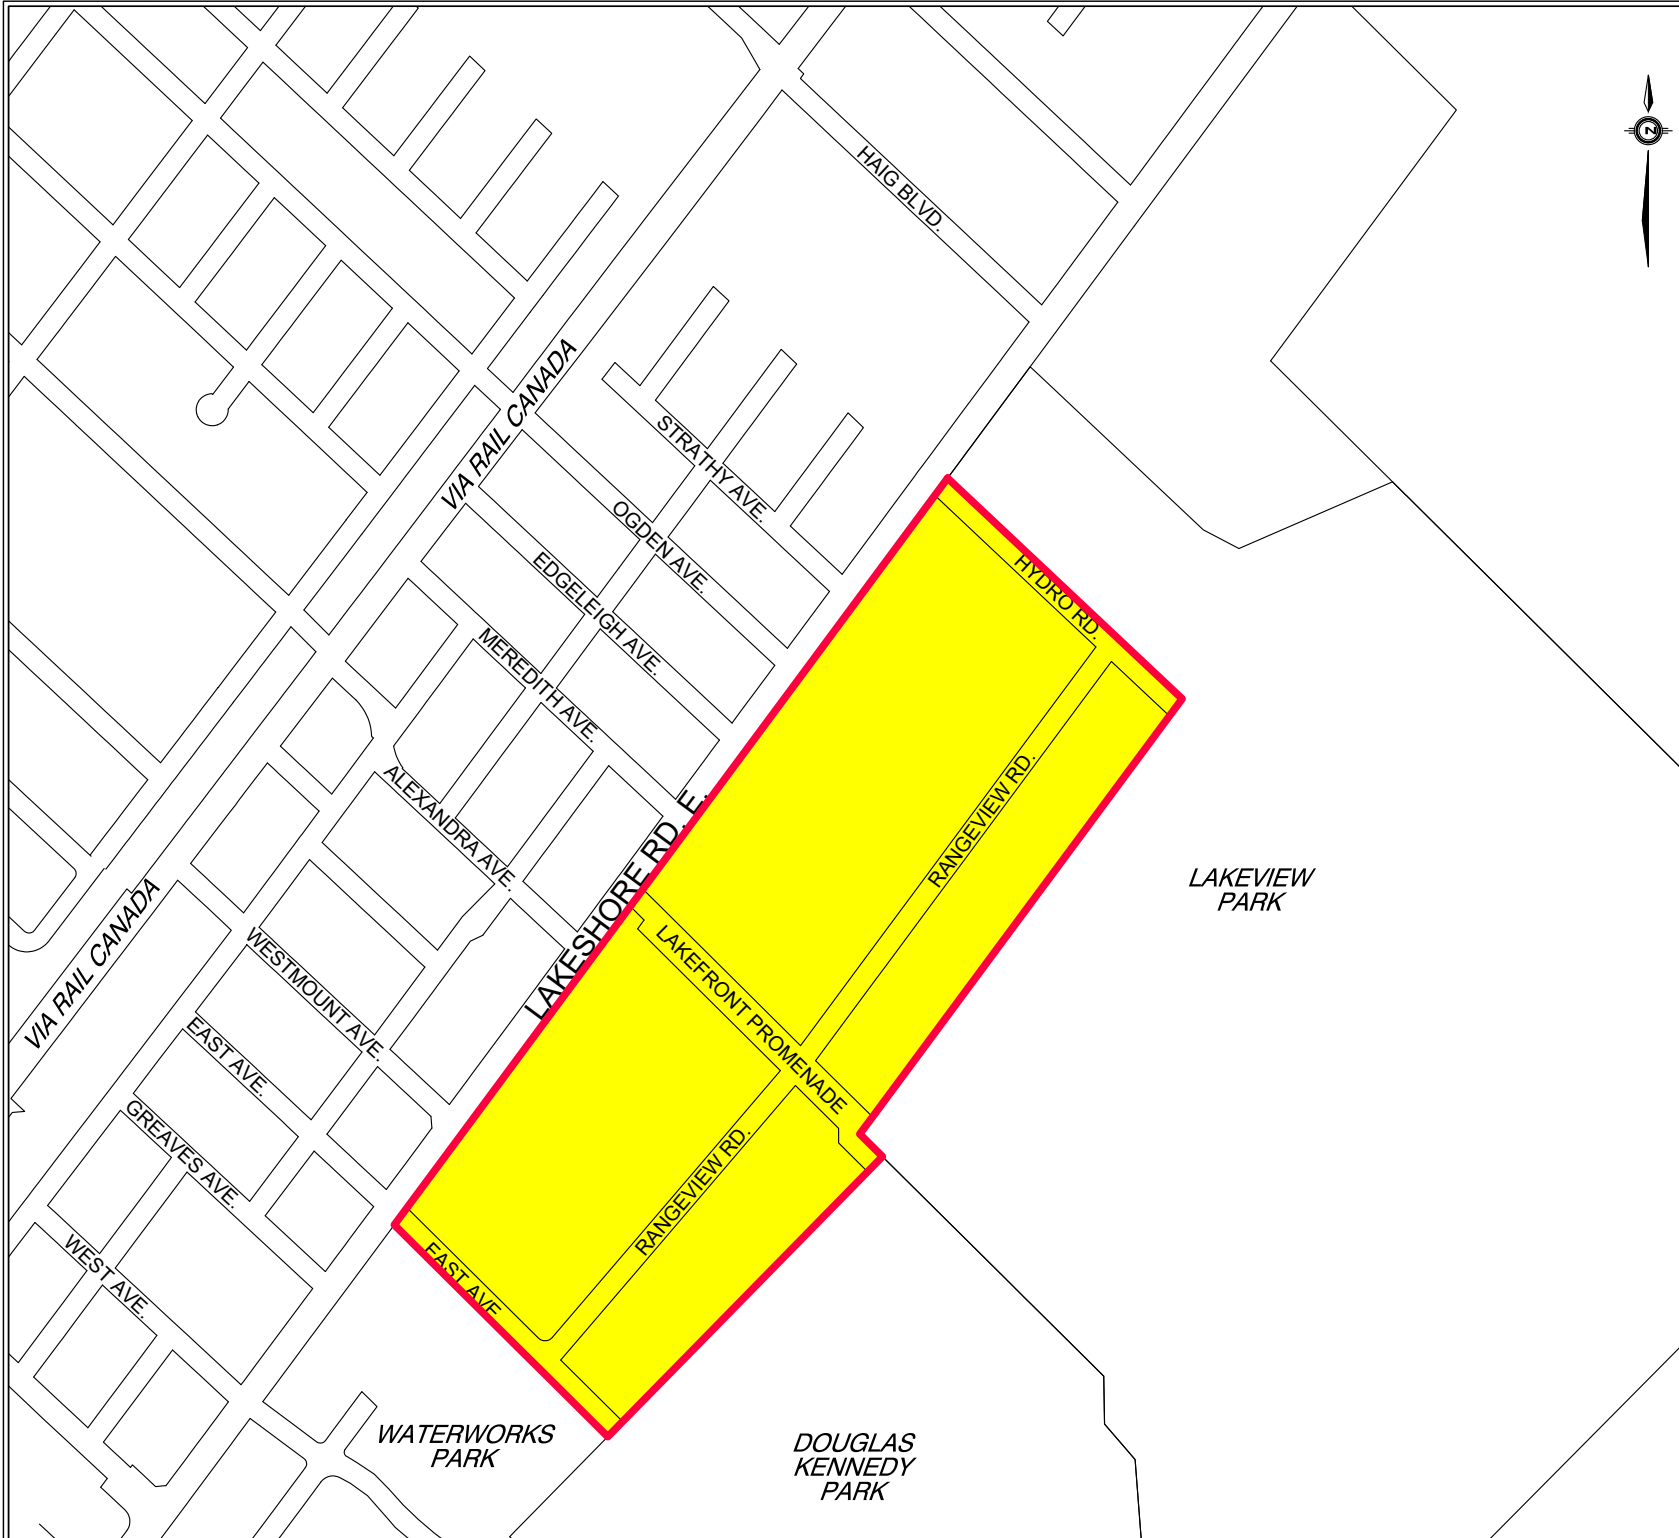 HAIG BLVD.
N
VIA RAIL CANADA
STRATHY AVE.
OGDEN AVE.
EDGELEIGH AVE.
HYDRO RD.
MEREDITH AVE.
ALEXANDRA AVE.
RANGEVIEW RD.
LAKESHORE RD. E.
LAKEVIEW
PARK
VIA RAIL CANADA
WESTMOUNT AVE.
LAKEFRONT PROMENADE
EAST AVE.
GREAVES AVE.
RANGEVIEW RD.
WEST AVE.
EAST AVE.
WATERWORKS
PARK
DOUGLAS
KENNEDY
PARK